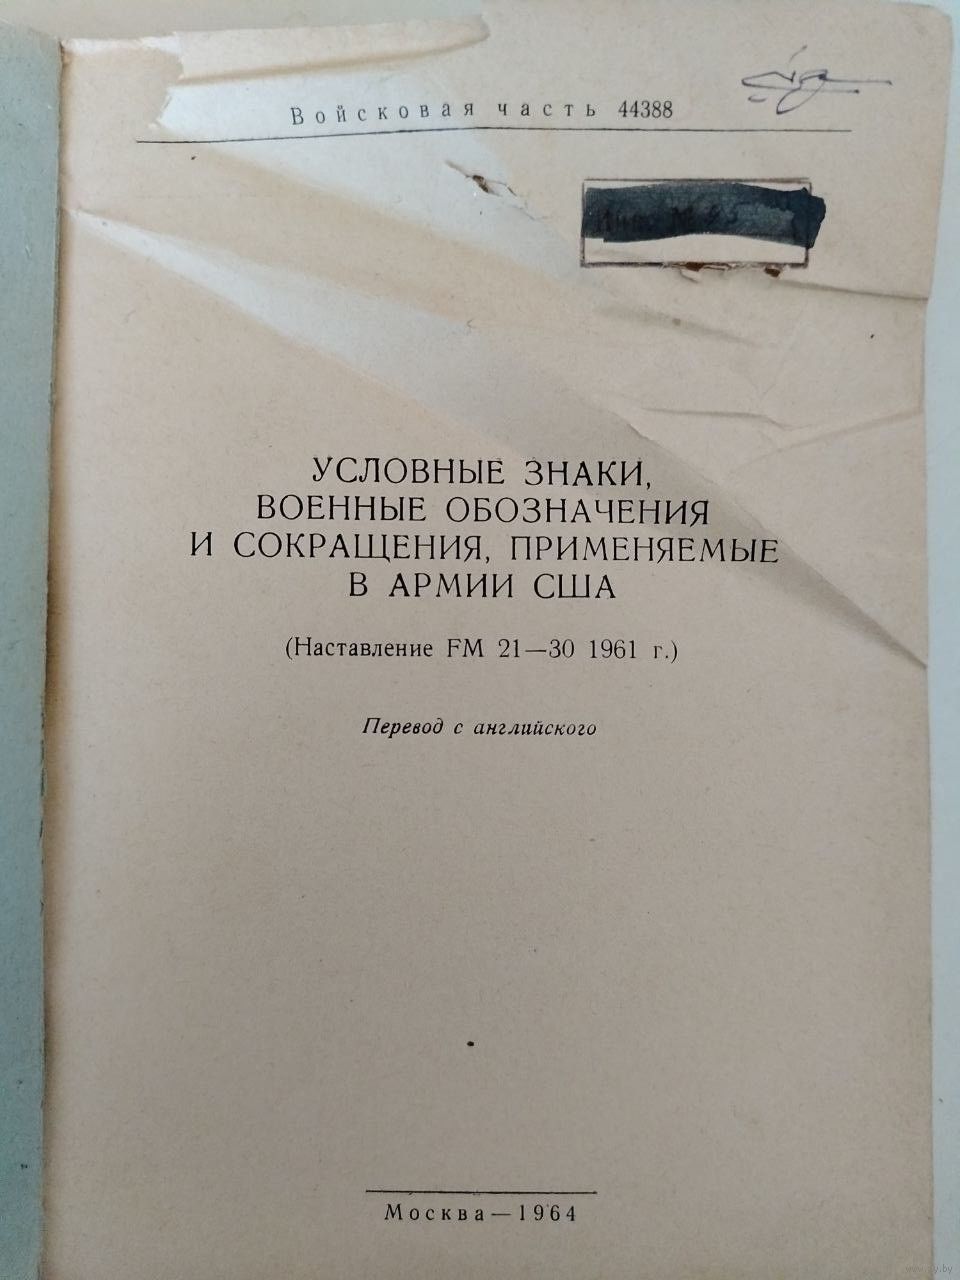 Войсковая часть 44388
УСЛОВНЫЕ ЗНАКИ,
ВОЕННЫЕ ОБОЗНАЧЕНИЯ
И СОКРАЩЕНИЯ, ПРИМЕНЯЕМЫЕ
В АРМИИ США
(Наставление FM 21—30 1961 г.)
Перевод с английского
Москва—1964